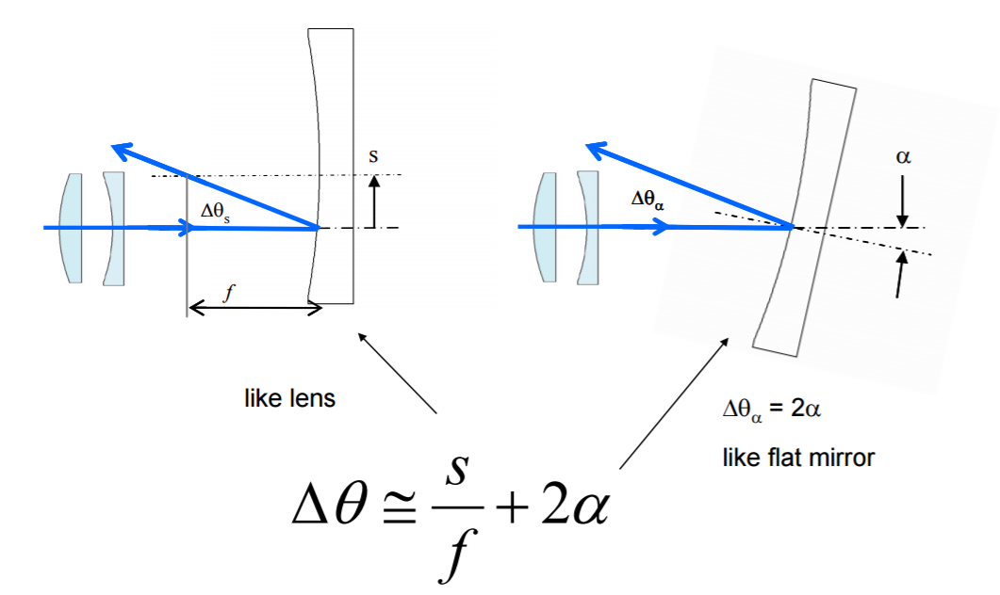 s
Δθs
f
like lens
α
Δθα
Δθα = 2α
like flat mirror
Δθ ≅ s/f + 2α